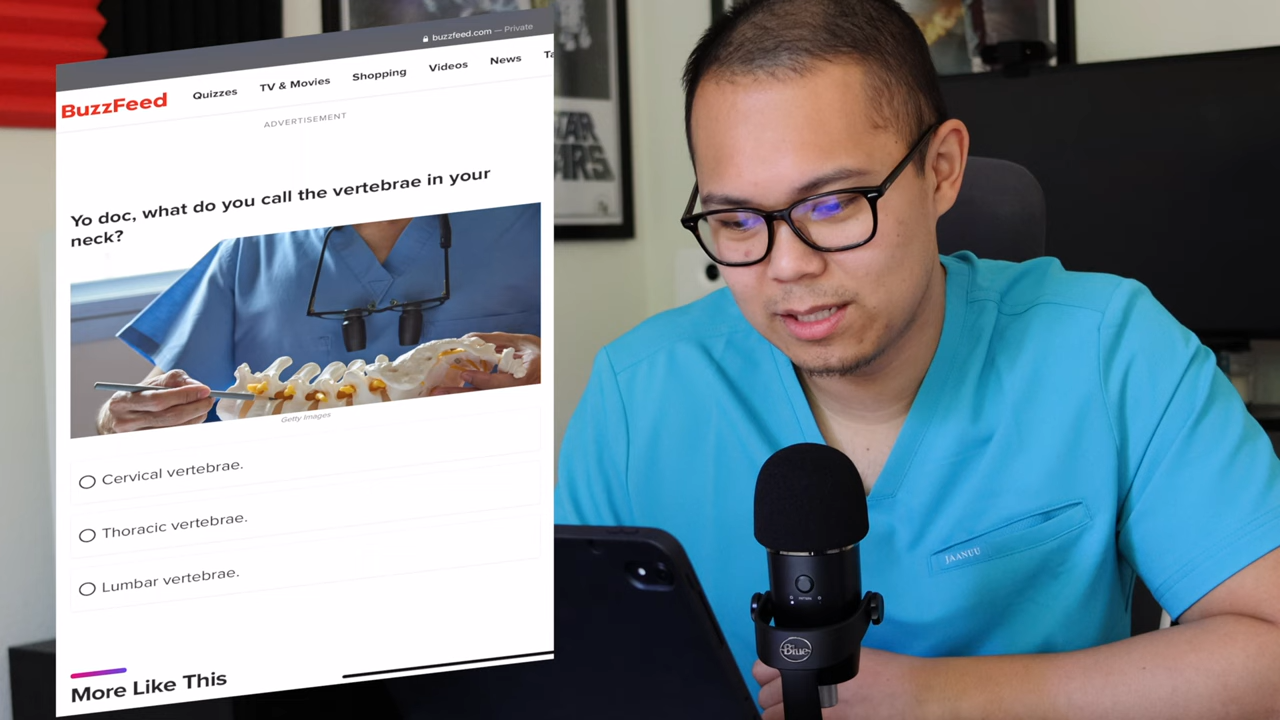 buzzfeed.com — Private
BuzzFeed Quizzes TV & Movies Shopping Videos News Ta
ADVERTISEMENT
Yo doc, what do you call the vertebrae in your
neck?
Getty Images
Cervical vertebrae.
Thoracic vertebrae.
Lumbar vertebrae.
More Like This
STAR
WARS
JAANUU
Blue